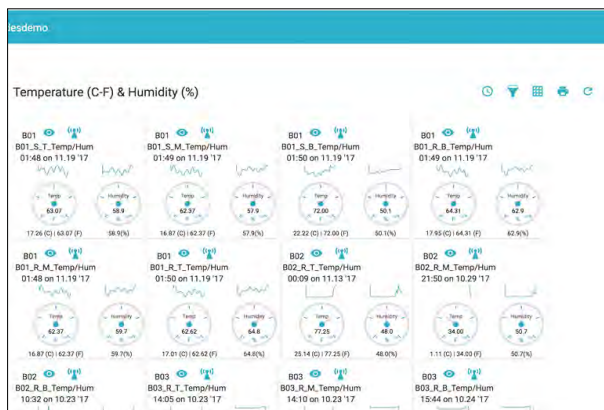 lesdemo
Temperature (C-F) & Humidity (%)
B01 B01 B01 B01
B01_S_T_Temp/Hum B01_S_M_Temp/Hum B01_S_B_Temp/Hum B01_R_B_Temp/Hum
01:48 on 11.19 '17 01:49 on 11.19 '17 01:50 on 11.19 '17 01:49 on 11.19 '17
Temp Humidity Temp Humidity Temp Humidity Temp Humidity
63.07 58.9 62.37 57.9 72.00 50.1 64.31 62.9
17.26 (C) | 63.07 (F) 58.9(%) 16.87 (C) | 62.37 (F) 57.9(%) 22.22 (C) | 72.00 (F) 50.1(%) 17.95 (C) | 64.31 (F) 62.9(%)
B01 B01 B02 B02
B01_R_M_Temp/Hum B01_R_T_Temp/Hum B02_R_T_Temp/Hum B02_R_M_Temp/Hum
01:48 on 11.19 '17 01:50 on 11.19 '17 00:09 on 11.13 '17 21:50 on 10.29 '17
Temp Humidity Temp Humidity Temp Humidity Temp Humidity
62.37 59.7 62.62 64.8 77.25 48.0 34.00 50.7
16.87 (C) | 62.37 (F) 59.7(%) 17.01 (C) | 62.62 (F) 64.8(%) 25.14 (C) | 77.25 (F) 48.0(%) 1.11 (C) | 34.00 (F) 50.7(%)
B02 B03 B03 B03
B02_R_B_Temp/Hum B03_R_T_Temp/Hum B03_R_M_Temp/Hum B03_R_B_Temp/Hum
10:32 on 10.23 '17 14:05 on 10.23 '17 14:10 on 10.23 '17 15:44 on 10.24 '17